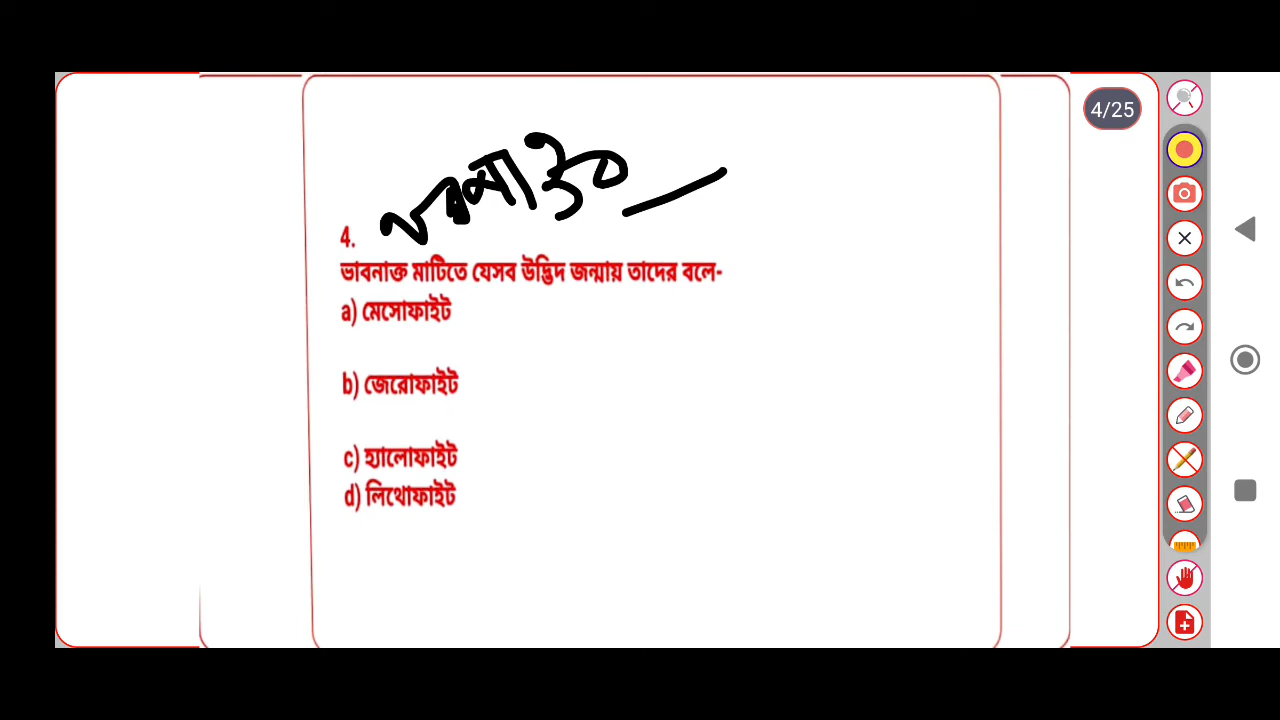 4/25
4.
ভাবনাক্ত মাটিতে যেসব উদ্ভিদ জন্মায় তাদের বলে-
a) মেসোফাইট
b) জেরোফাইট
c) হ্যালোফাইট
d) লিথোফাইট